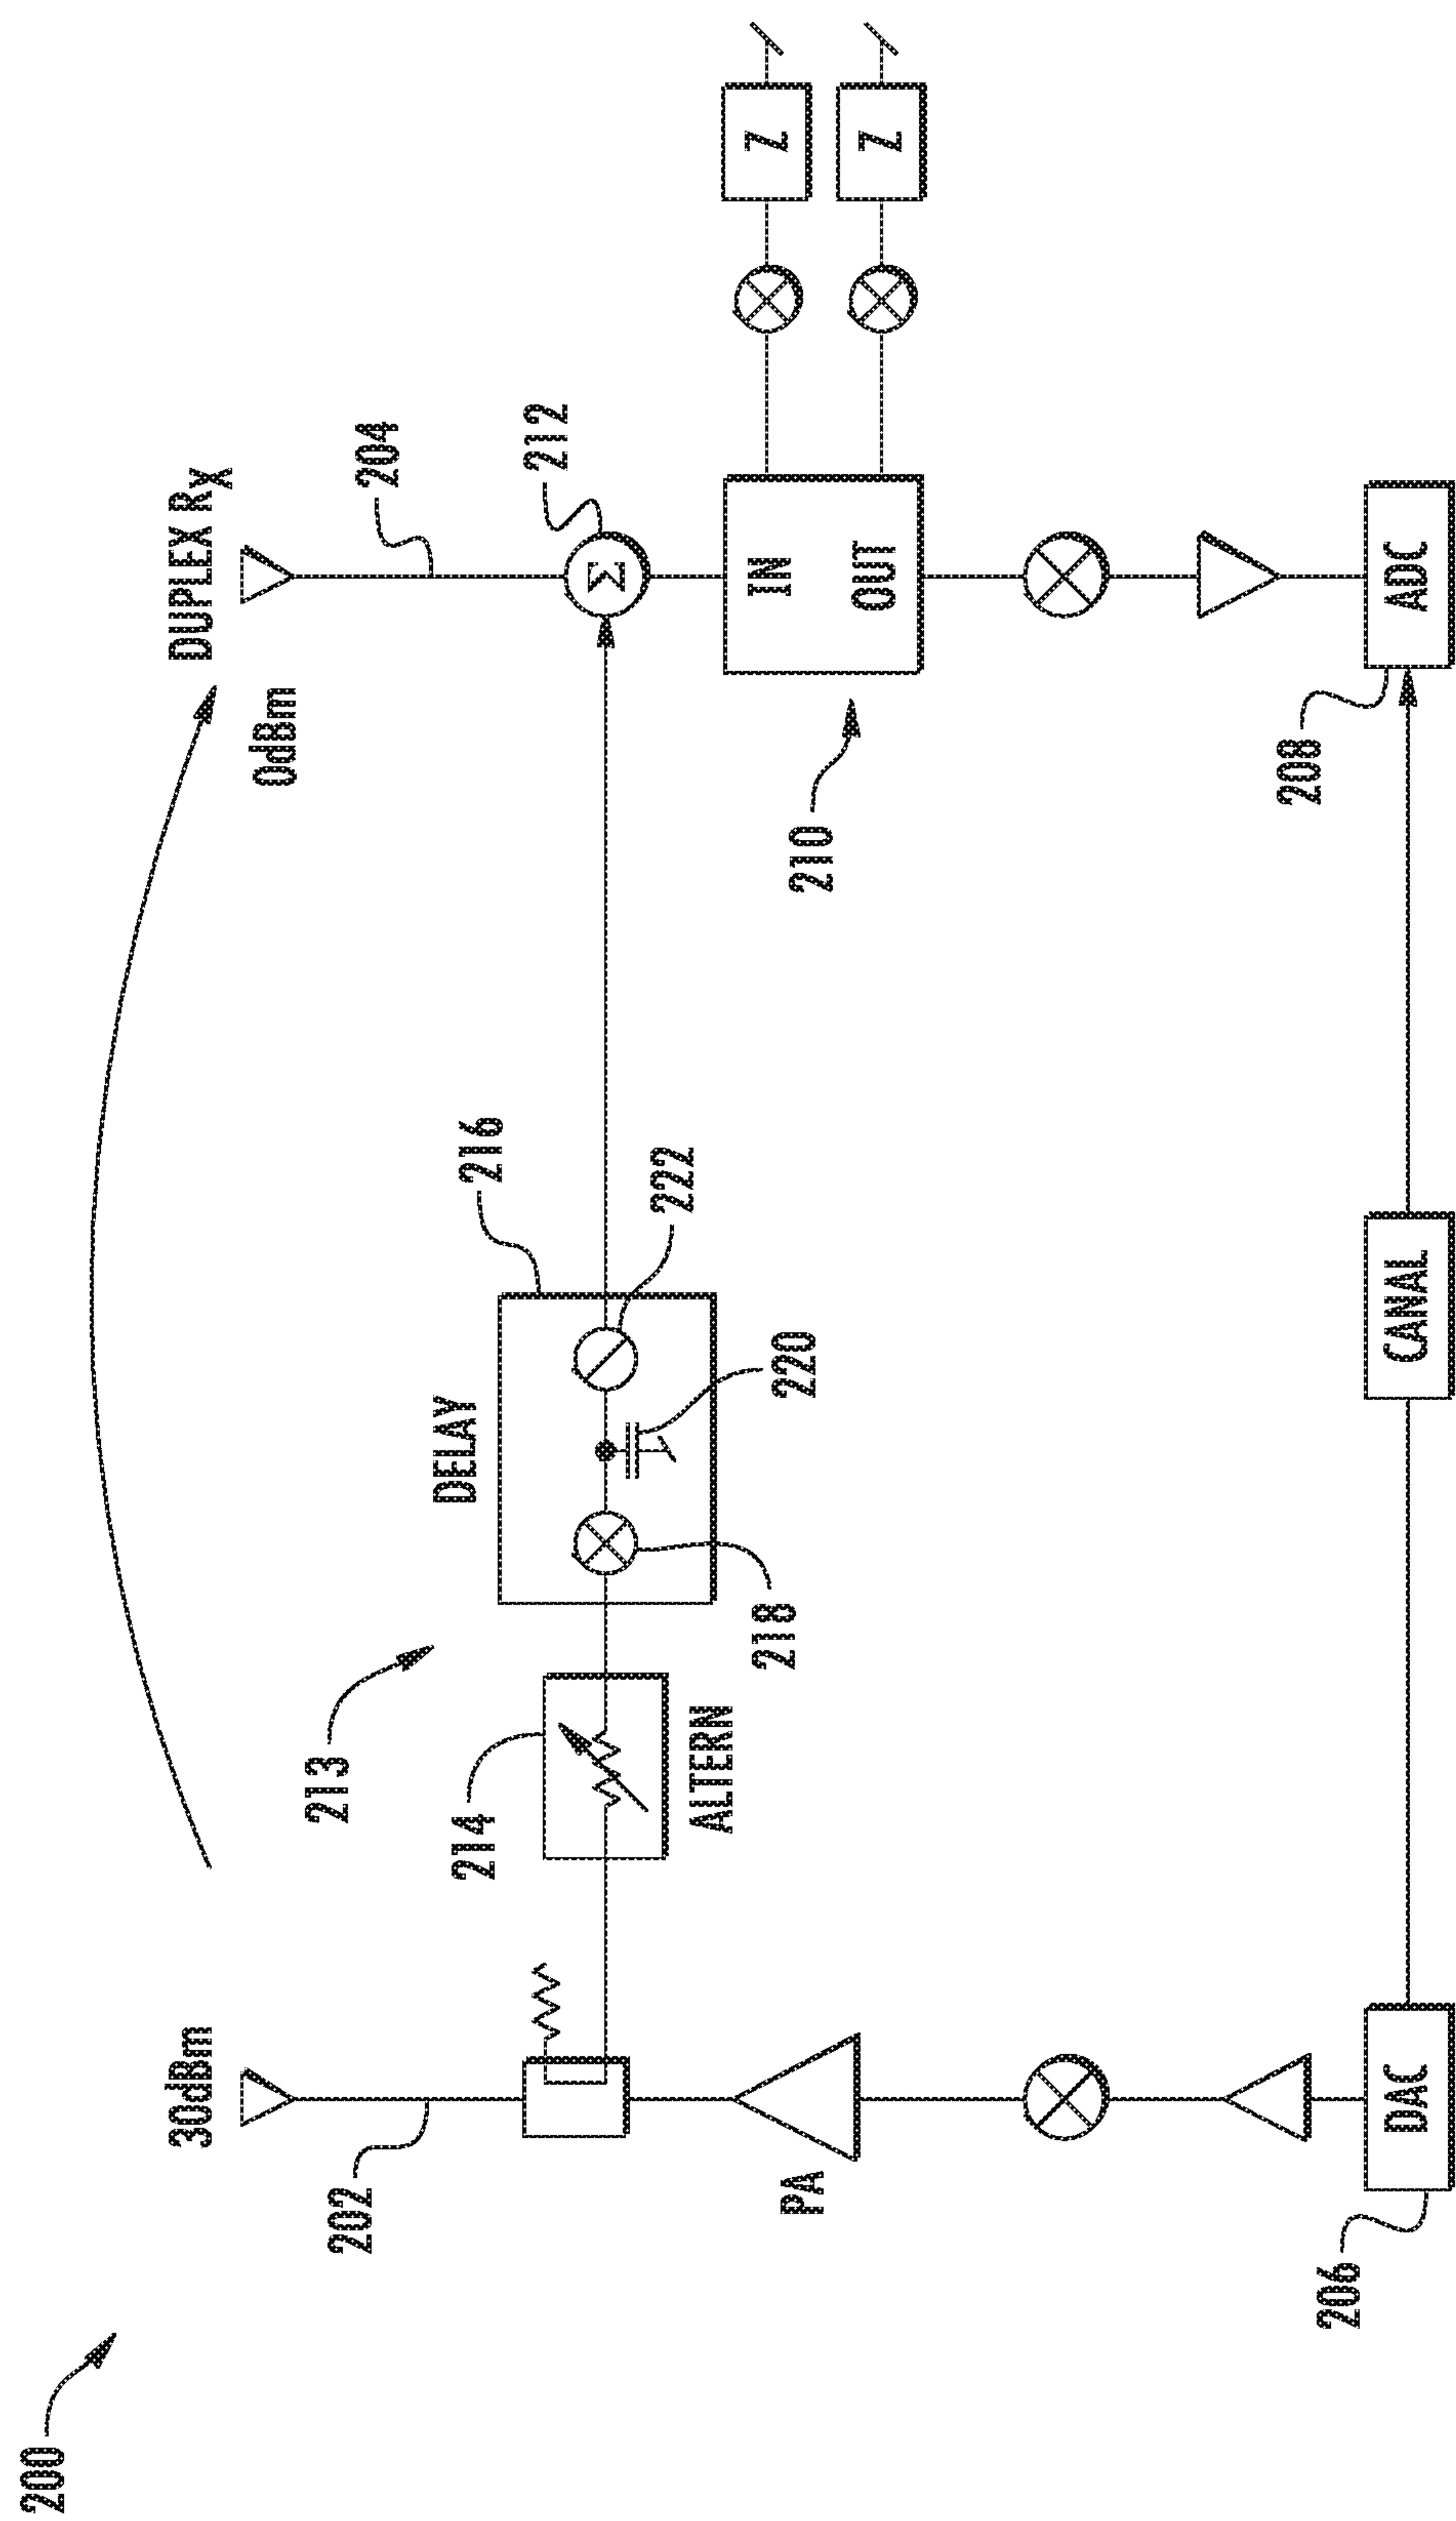 200
30dBm
DUPLEX RX
0dBm
202
204
213
DELAY
216
212
214
222
ALTERN
218
220
IN
OUT
Z
Z
PA
210
206
208
DAC
CANAL
ADC